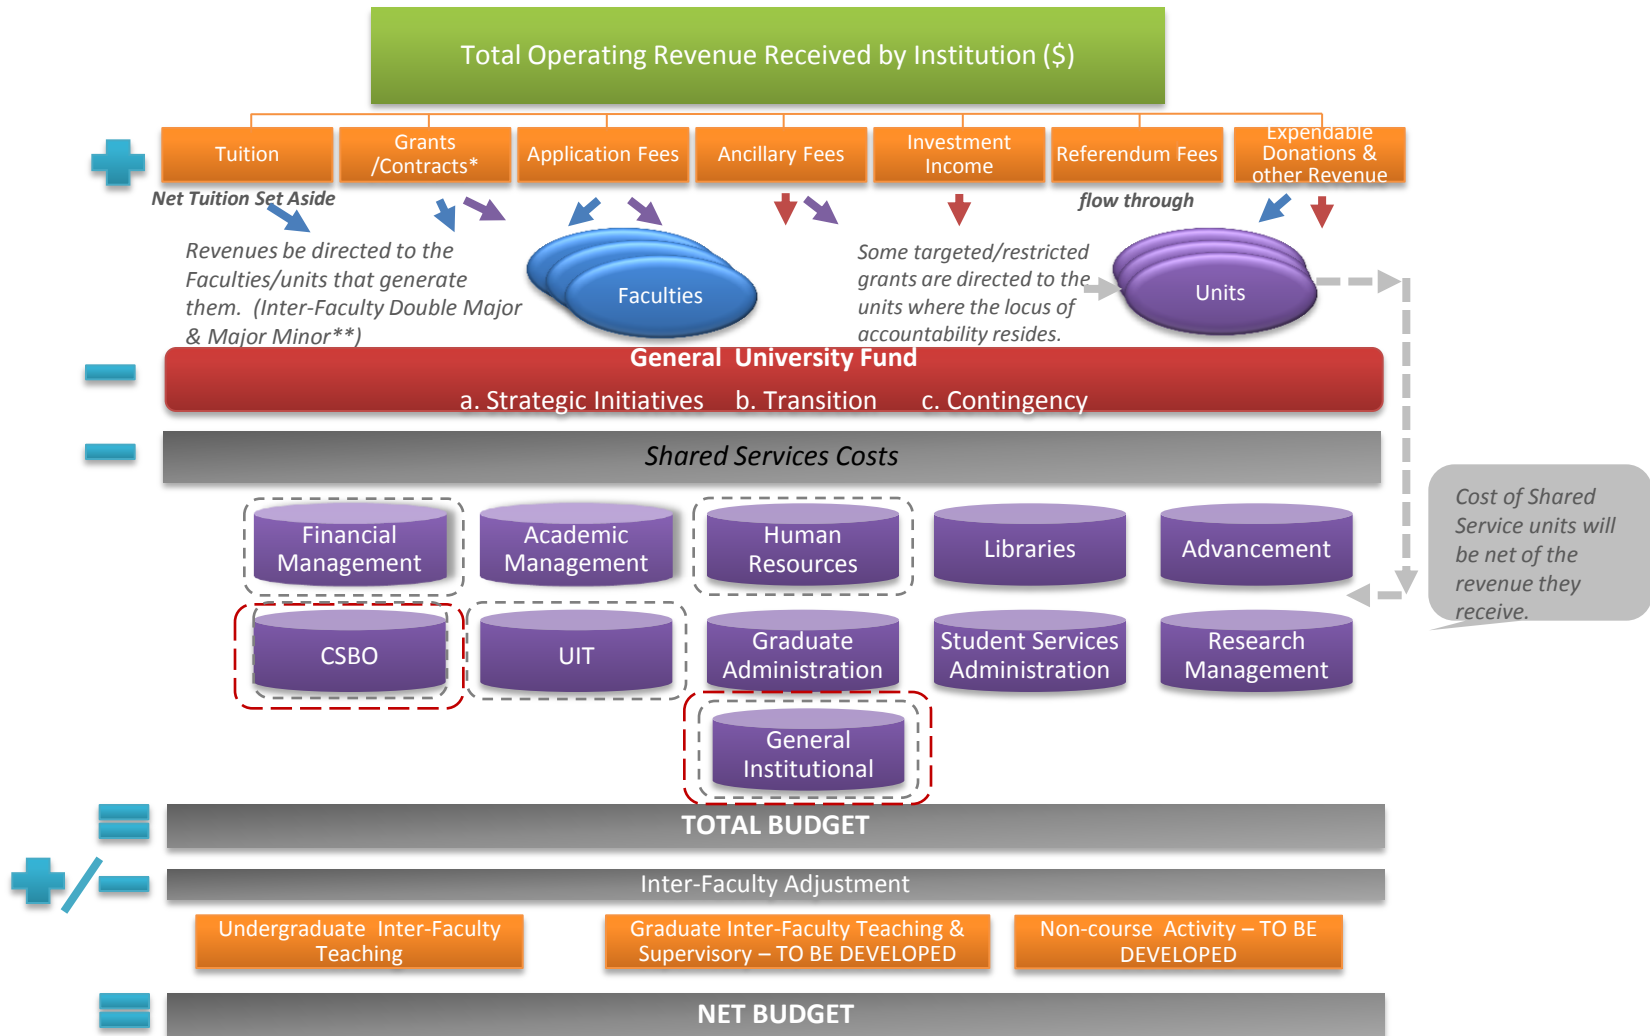 Total Operating Revenue Received by Institution ($)
Tuition
Grants
/Contracts*
Application Fees
Ancillary Fees
Investment
Income
Referendum Fees
Expendable
Donations &
other Revenue
Net Tuition Set Aside
flow through
Revenues be directed to the
Faculties/units that generate
them.  (Inter-Faculty Double Major
& Major Minor**)
Faculties
Some targeted/restricted
grants are directed to the
units where the locus of
accountability resides.
Units
General  University Fund
a. Strategic Initiatives     b. Transition       c. Contingency
Shared Services Costs
Financial
Management
Academic
Management
Human
Resources
Libraries
Advancement
Cost of Shared
Service units will
be net of the
revenue they
receive.
CSBO
UIT
Graduate
Administration
Student Services
Administration
Research
Management
General
Institutional
TOTAL BUDGET
Inter-Faculty Adjustment
Undergraduate  Inter-Faculty
Teaching
Graduate Inter-Faculty Teaching &
Supervisory – TO BE DEVELOPED
Non-course  Activity – TO BE
DEVELOPED
NET BUDGET